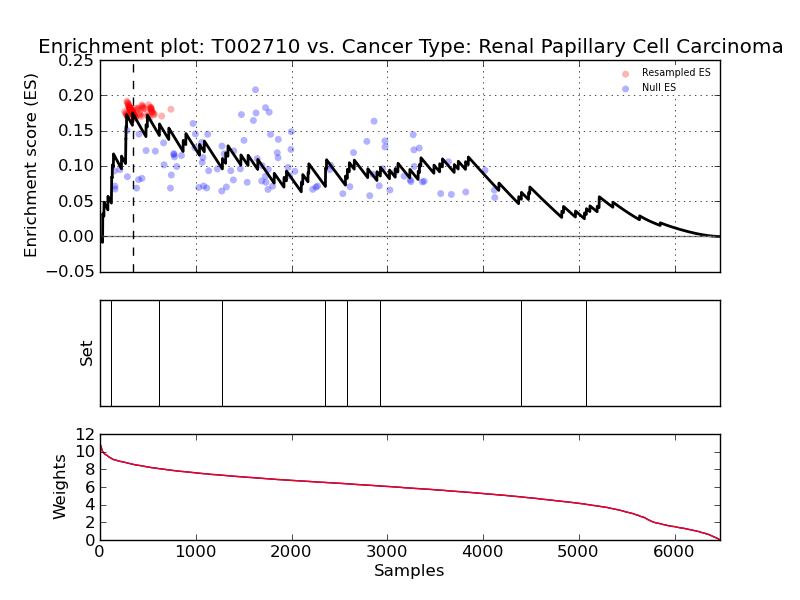 Enrichment plot: T002710 vs. Cancer Type: Renal Papillary Cell Carcinoma
Enrichment score (ES)
0.25
0.20
0.15
0.10
0.05
0.00
−0.05
Resampled ES
Null ES
Set
Weights
12
10
8
6
4
2
0
0 1000 2000 3000 4000 5000 6000
Samples